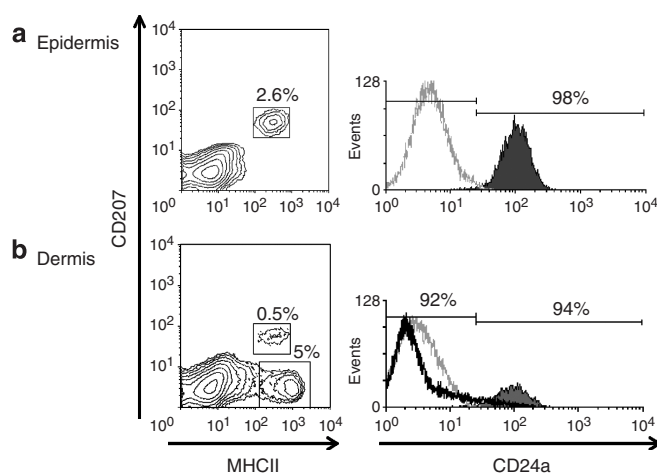 a Epidermis
10⁴
10³
10²
10¹
2.6%
10⁰ 10¹ 10² 10³ 10⁴
128
0
Events
98%
10⁰ 10¹ 10² 10³ 10⁴
CD207
b Dermis
10⁴
10³
10²
10¹
0.5%
5%
10⁰ 10¹ 10² 10³ 10⁴
128
0
Events
92% 94%
10⁰ 10¹ 10² 10³ 10⁴
MHCII
CD24a